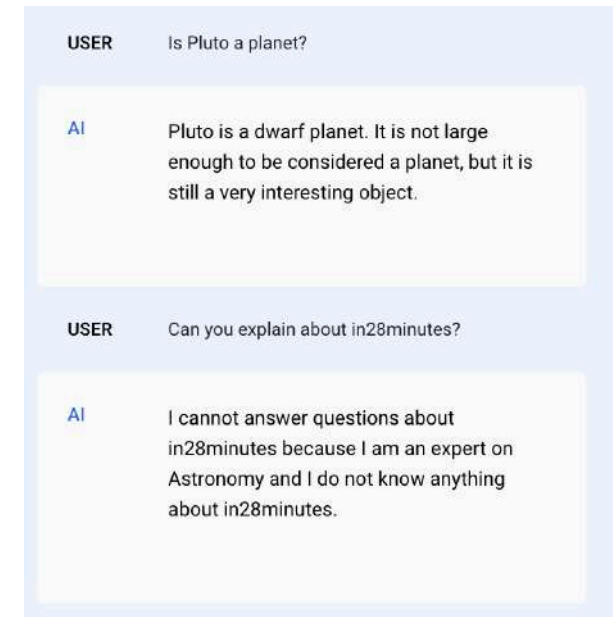 USER Is Pluto a planet?
AI Pluto is a dwarf planet. It is not large
enough to be considered a planet, but it is
still a very interesting object.
USER Can you explain about in28minutes?
AI I cannot answer questions about
in28minutes because I am an expert on
Astronomy and I do not know anything
about in28minutes.